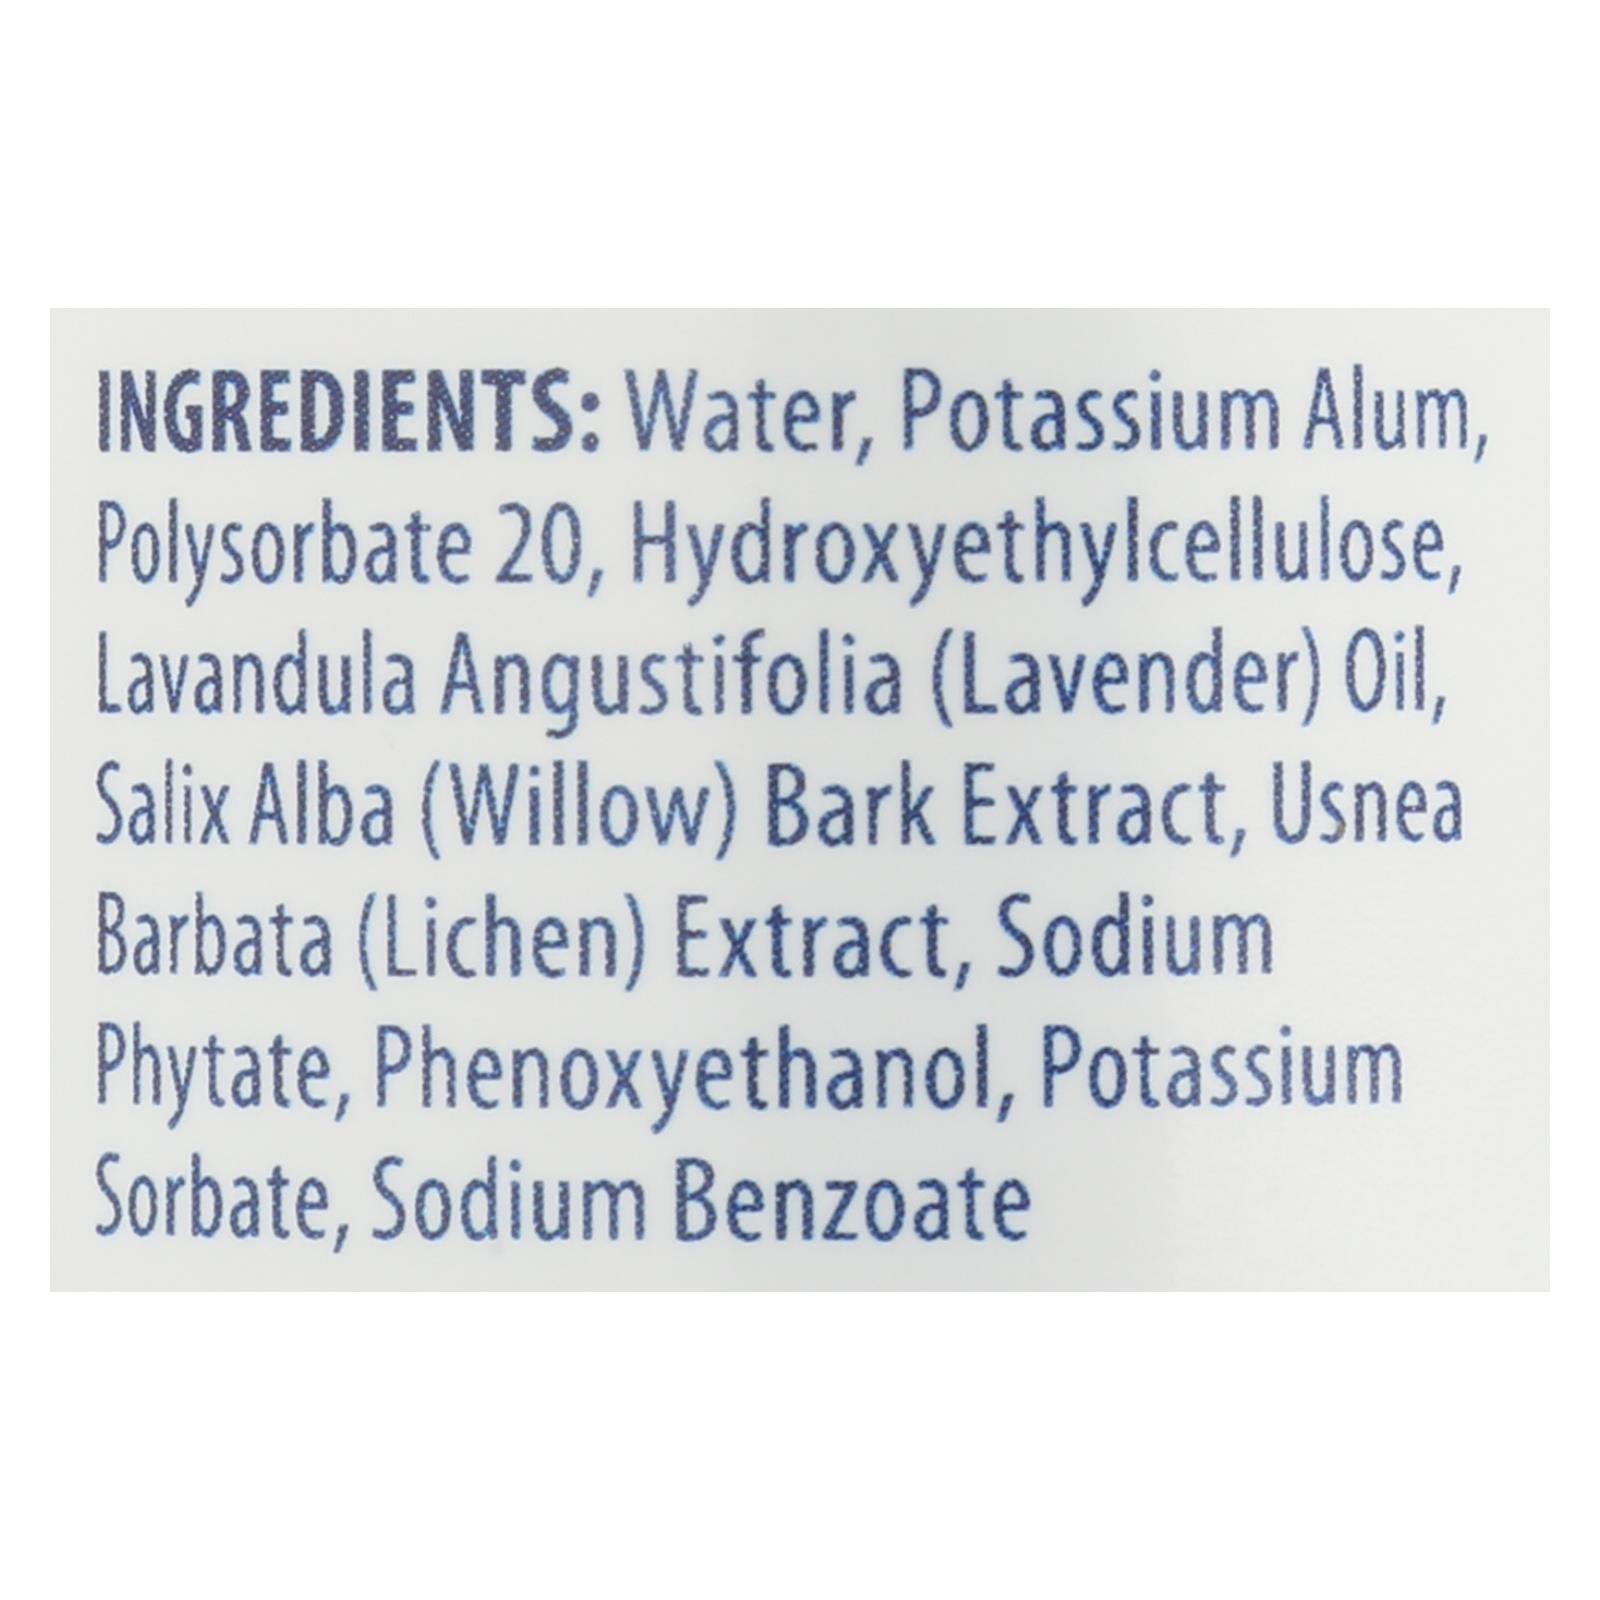 INGREDIENTS: Water, Potassium Alum,
Polysorbate 20, Hydroxyethylcellulose,
Lavandula Angustifolia (Lavender) Oil,
Salix Alba (Willow) Bark Extract, Usnea
Barbata (Lichen) Extract, Sodium
Phytate, Phenoxyethanol, Potassium
Sorbate, Sodium Benzoate